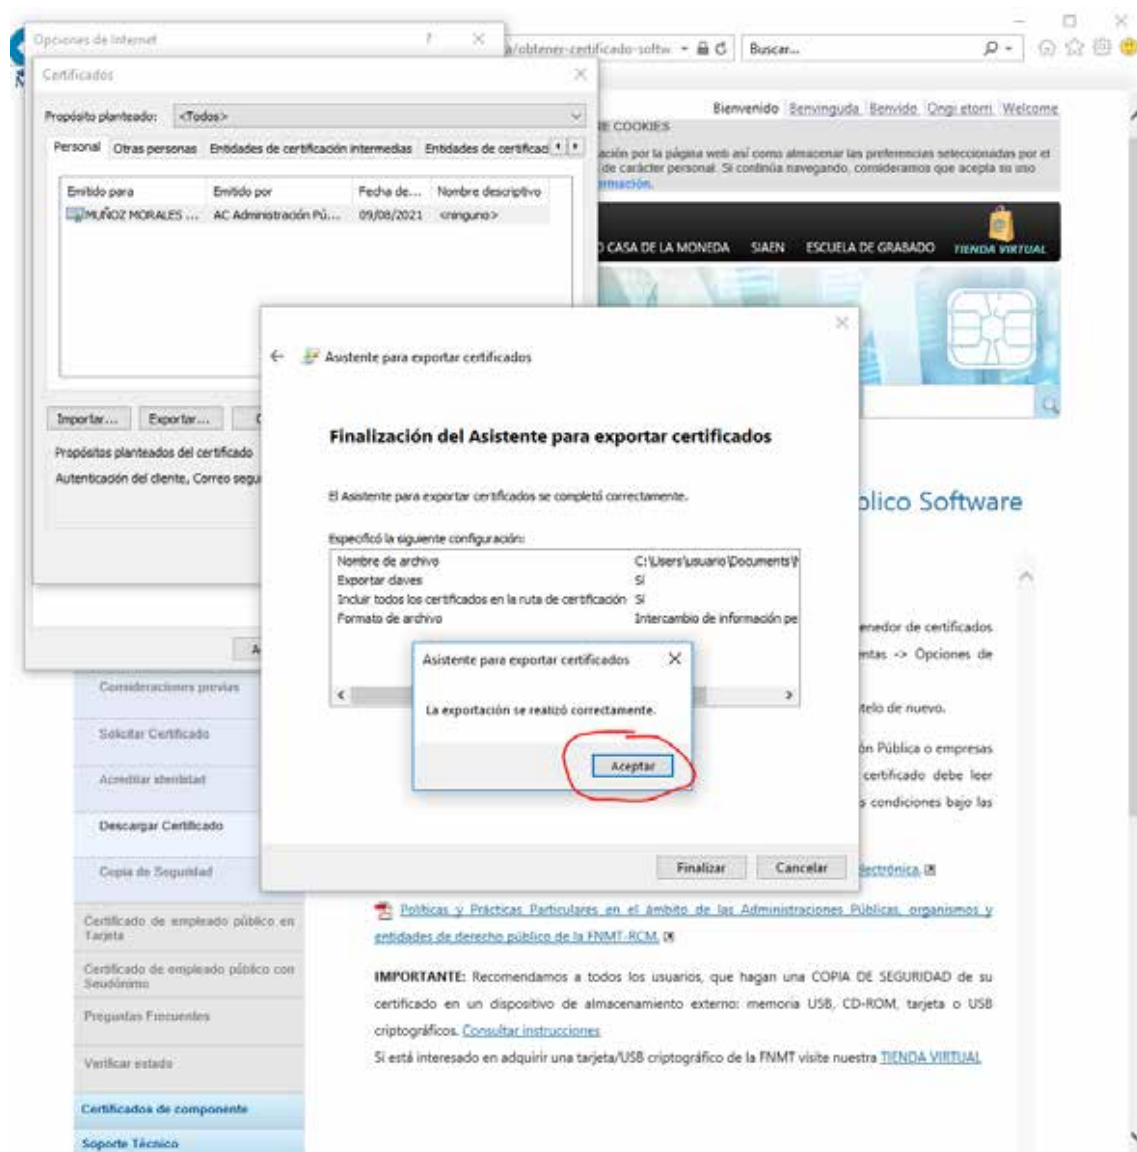 Opciones de Internet
? ×
a/obtener-certificado-softw
Buscar...
Certificados
Propósito planteado: <Todos>
Personal Otras personas Entidades de certificación intermedias Entidades de certificac
Emitido para Emitido por Fecha de... Nombre descriptivo
MUÑOZ MORALES ... AC Administración Pú... 09/08/2021 <ninguno>
Importar... Exportar...
Propósitos planteados del certificado
Autenticación del cliente, Correo segu
Bienvenido Benvinguda Benvido Ongi etorri Welcome
E COOKIES
ación por la página web así como almacenar las preferencias seleccionadas por el
de carácter personal. Si continúa navegando, consideramos que acepta su uso
rmación.
O CASA DE LA MONEDA SIAEN ESCUELA DE GRABADO TIENDA VIRTUAL
Asistente para exportar certificados
Finalización del Asistente para exportar certificados
El Asistente para exportar certificados se completó correctamente.
Especificó la siguiente configuración:
Nombre de archivo C:\Users\usuario\Documents\
Exportar claves Sí
Incluir todos los certificados en la ruta de certificación Sí
Formato de archivo Intercambio de información pe
Asistente para exportar certificados
La exportación se realizó correctamente.
Aceptar
Finalizar Cancelar
blico Software
enedor de certificados
entas -> Opciones de
telo de nuevo.
ón Pública o empresas
certificado debe leer
s condiciones bajo las
lectrónica.
A
Consideraciones previas
Solicitar Certificado
Acreditar identidad
Descargar Certificado
Copia de Seguridad
Certificado de empleado público en
Tarjeta
Certificado de empleado público con
Seudónimo
Preguntas Frecuentes
Verificar estado
Certificados de componente
Soporte Técnico
Políticas y Prácticas Particulares en el ámbito de las Administraciones Públicas, organismos y
entidades de derecho público de la FNMT-RCM.
IMPORTANTE: Recomendamos a todos los usuarios, que hagan una COPIA DE SEGURIDAD de su
certificado en un dispositivo de almacenamiento externo: memoria USB, CD-ROM, tarjeta o USB
criptográficos. Consultar instrucciones
Si está interesado en adquirir una tarjeta/USB criptográfico de la FNMT visite nuestra TIENDA VIRTUAL